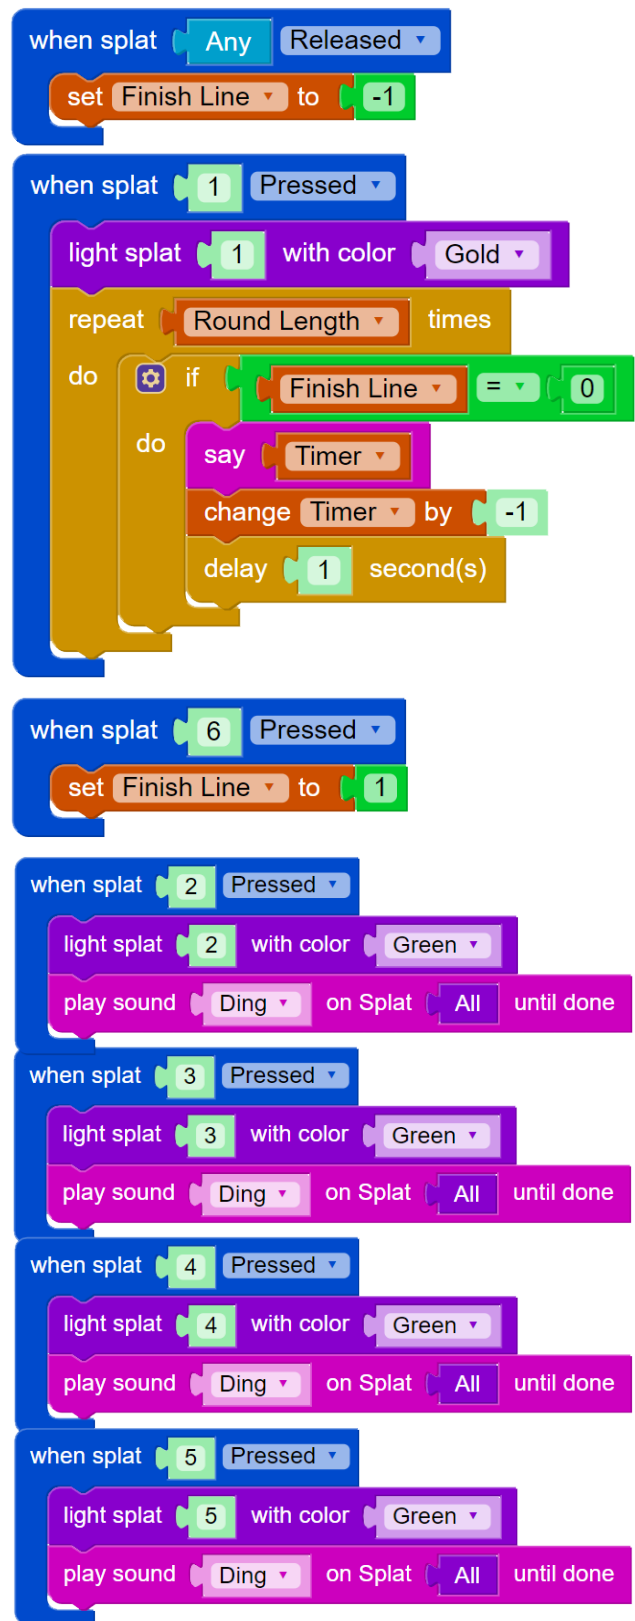 when splat Any Released
set Finish Line to -1
when splat 1 Pressed
light splat 1 with color Gold
repeat Round Length times
do if Finish Line = 0
do say Timer
change Timer by -1
delay 1 second(s)
when splat 6 Pressed
set Finish Line to 1
when splat 2 Pressed
light splat 2 with color Green
play sound Ding on Splat All until done
when splat 3 Pressed
light splat 3 with color Green
play sound Ding on Splat All until done
when splat 4 Pressed
light splat 4 with color Green
play sound Ding on Splat All until done
when splat 5 Pressed
light splat 5 with color Green
play sound Ding on Splat All until done